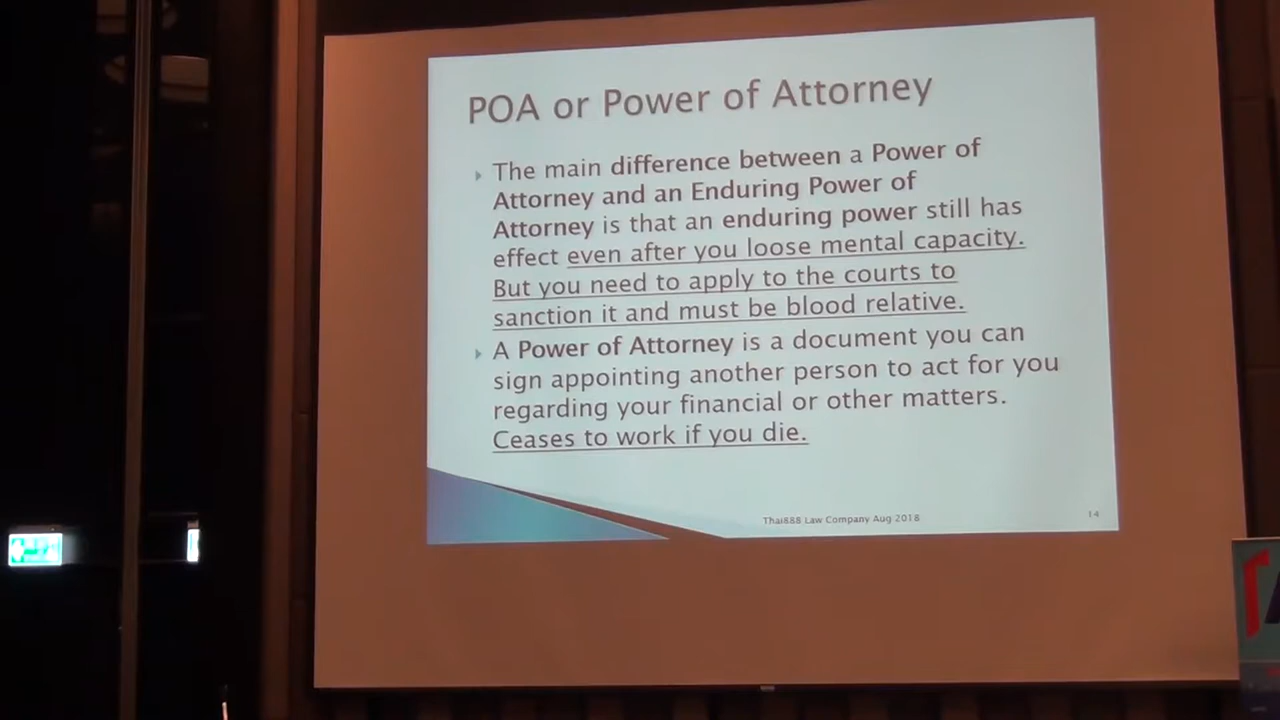 POA or Power of Attorney
The main difference between a Power of
Attorney and an Enduring Power of
Attorney is that an enduring power still has
effect even after you loose mental capacity.
But you need to apply to the courts to
sanction it and must be blood relative.
A Power of Attorney is a document you can
sign appointing another person to act for you
regarding your financial or other matters.
Ceases to work if you die.
Thai888 Law Company Aug 2018
14